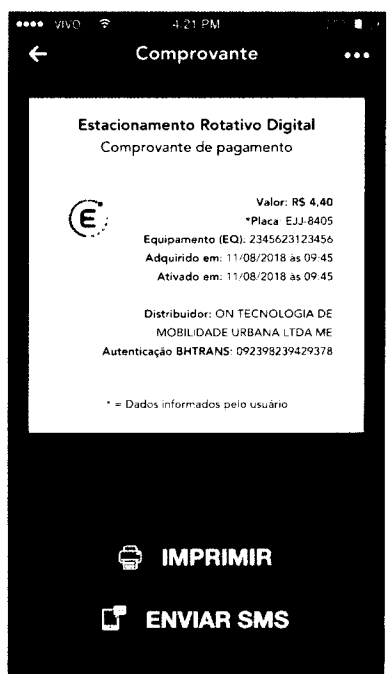 VIVO 4:21 PM
Comprovante
Estacionamento Rotativo Digital
Comprovante de pagamento
E
Valor: R$ 4,40
*Placa: EJJ-8405
Equipamento (EQ): 2345623123456
Adquirido em: 11/08/2018 às 09:45
Ativado em: 11/08/2018 às 09:45
Distribuidor: ON TECNOLOGIA DE
MOBILIDADE URBANA LTDA ME
Autenticação BHTRANS: 092398239429378
* = Dados informados pelo usuário
IMPRIMIR
ENVIAR SMS